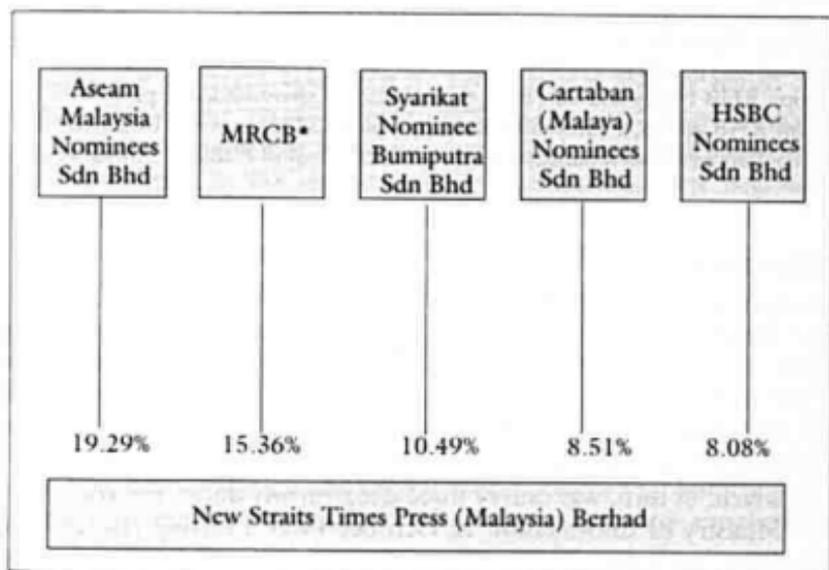 Aseam
Malaysia
Nominees
Sdn Bhd
MRCB*
Syarikat
Nominee
Bumiputra
Sdn Bhd
Cartaban
(Malaya)
Nominees
Sdn Bhd
HSBC
Nominees
Sdn Bhd
19.29%
15.36%
10.49%
8.51%
8.08%
New Straits Times Press (Malaysia) Berhad